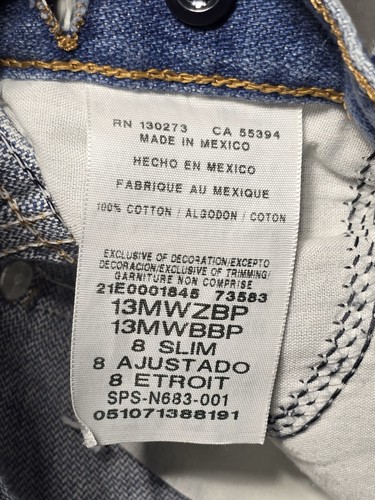 RN 130273 CA 55394
MADE IN MEXICO
HECHO EN MEXICO
FABRIQUE AU MEXIQUE
100% COTTON / ALGODON / COTON
EXCLUSIVE OF DECORATION/EXCEPTO
DECORACION/EXCLUSIVE OF TRIMMING/
GARNITURE NON COMPRISE
21E0001845 73583
13MWZBP
13MWBBP
8 SLIM
8 AJUSTADO
8 ETROIT
SPS-N683-001
051071388191